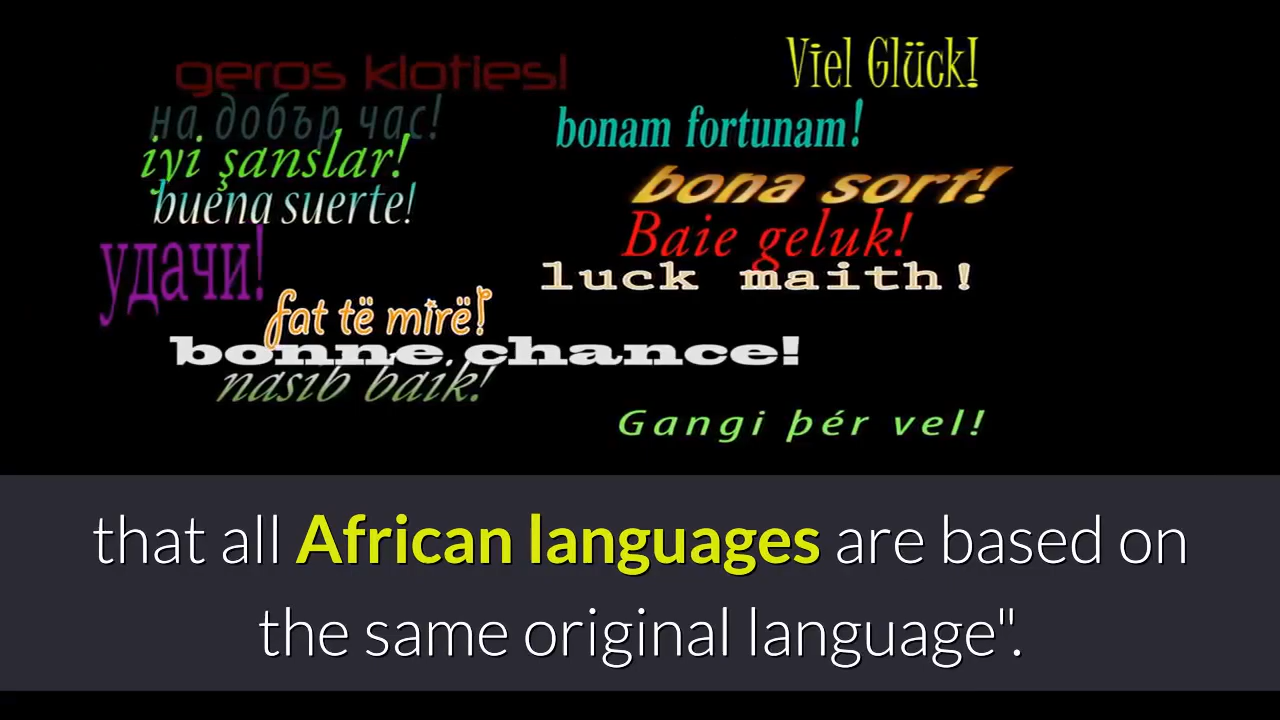 geros kloties!
Viel Glück!
на добър час!
bonam fortunam!
iyi şanslar!
bona sort!
buena suerte!
Baie geluk!
удачи!
luck maith!
fat të mirë!
bonne chance!
nasib baik!
Gangi þér vel!
that all African languages are based on
the same original language".